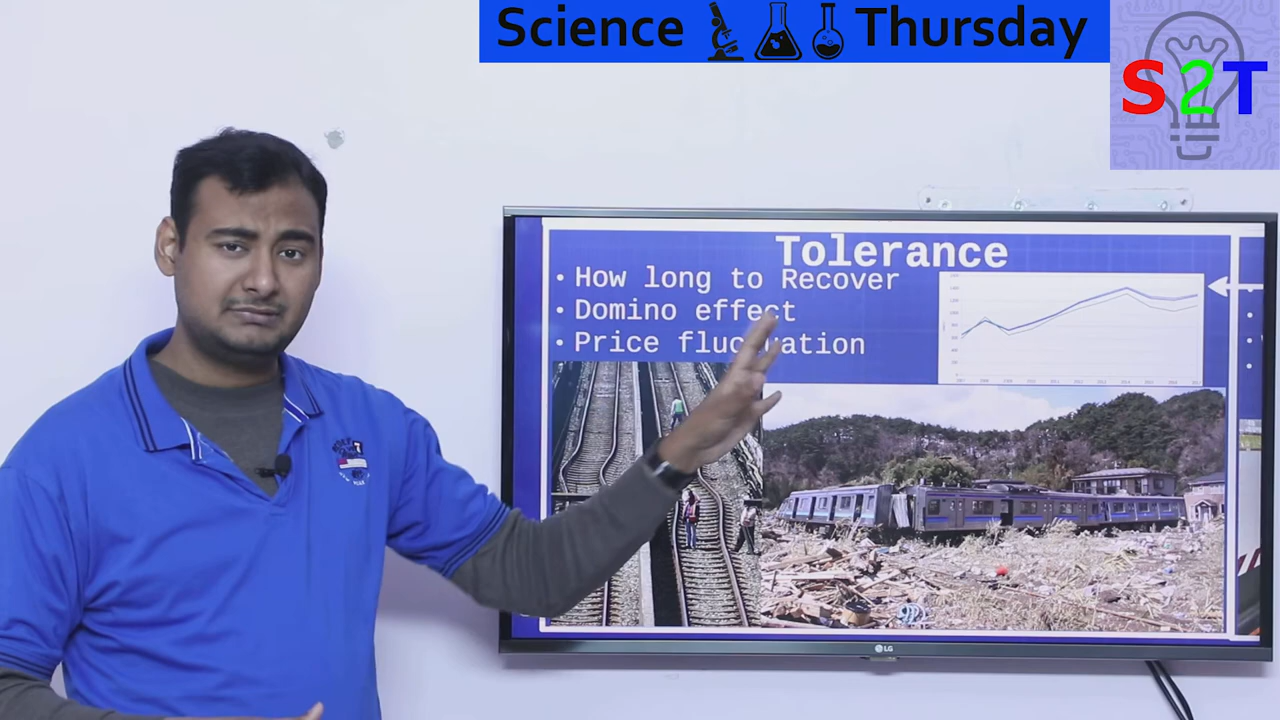 Science Thursday
S2T
Tolerance
• How long to Recover
• Domino effect
• Price fluctuation
LG